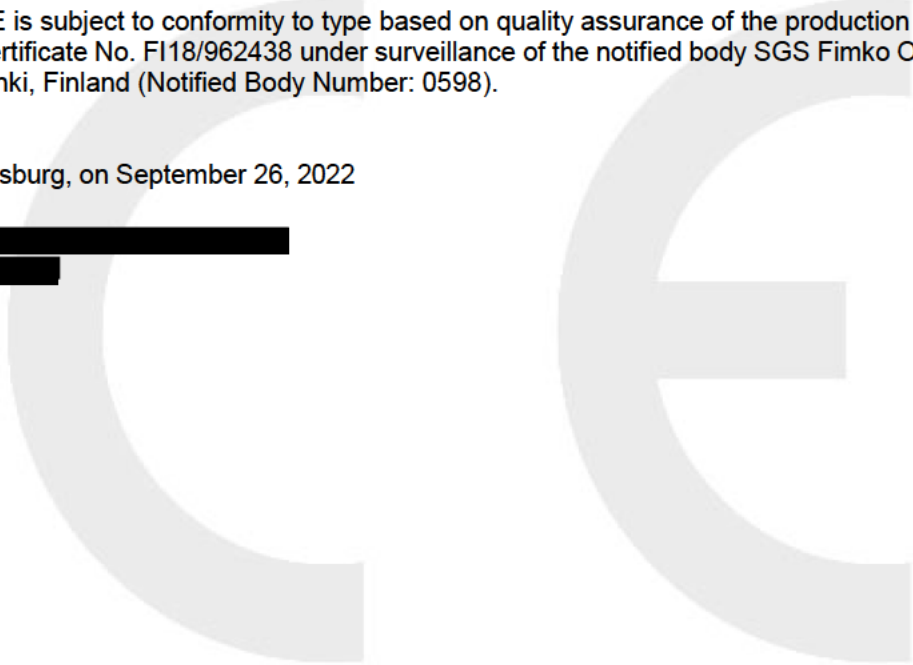 E is subject to conformity to type based on quality assurance of the production
ertificate No. FI18/962438 under surveillance of the notified body SGS Fimko O
nki, Finland (Notified Body Number: 0598).
sburg, on September 26, 2022
CE